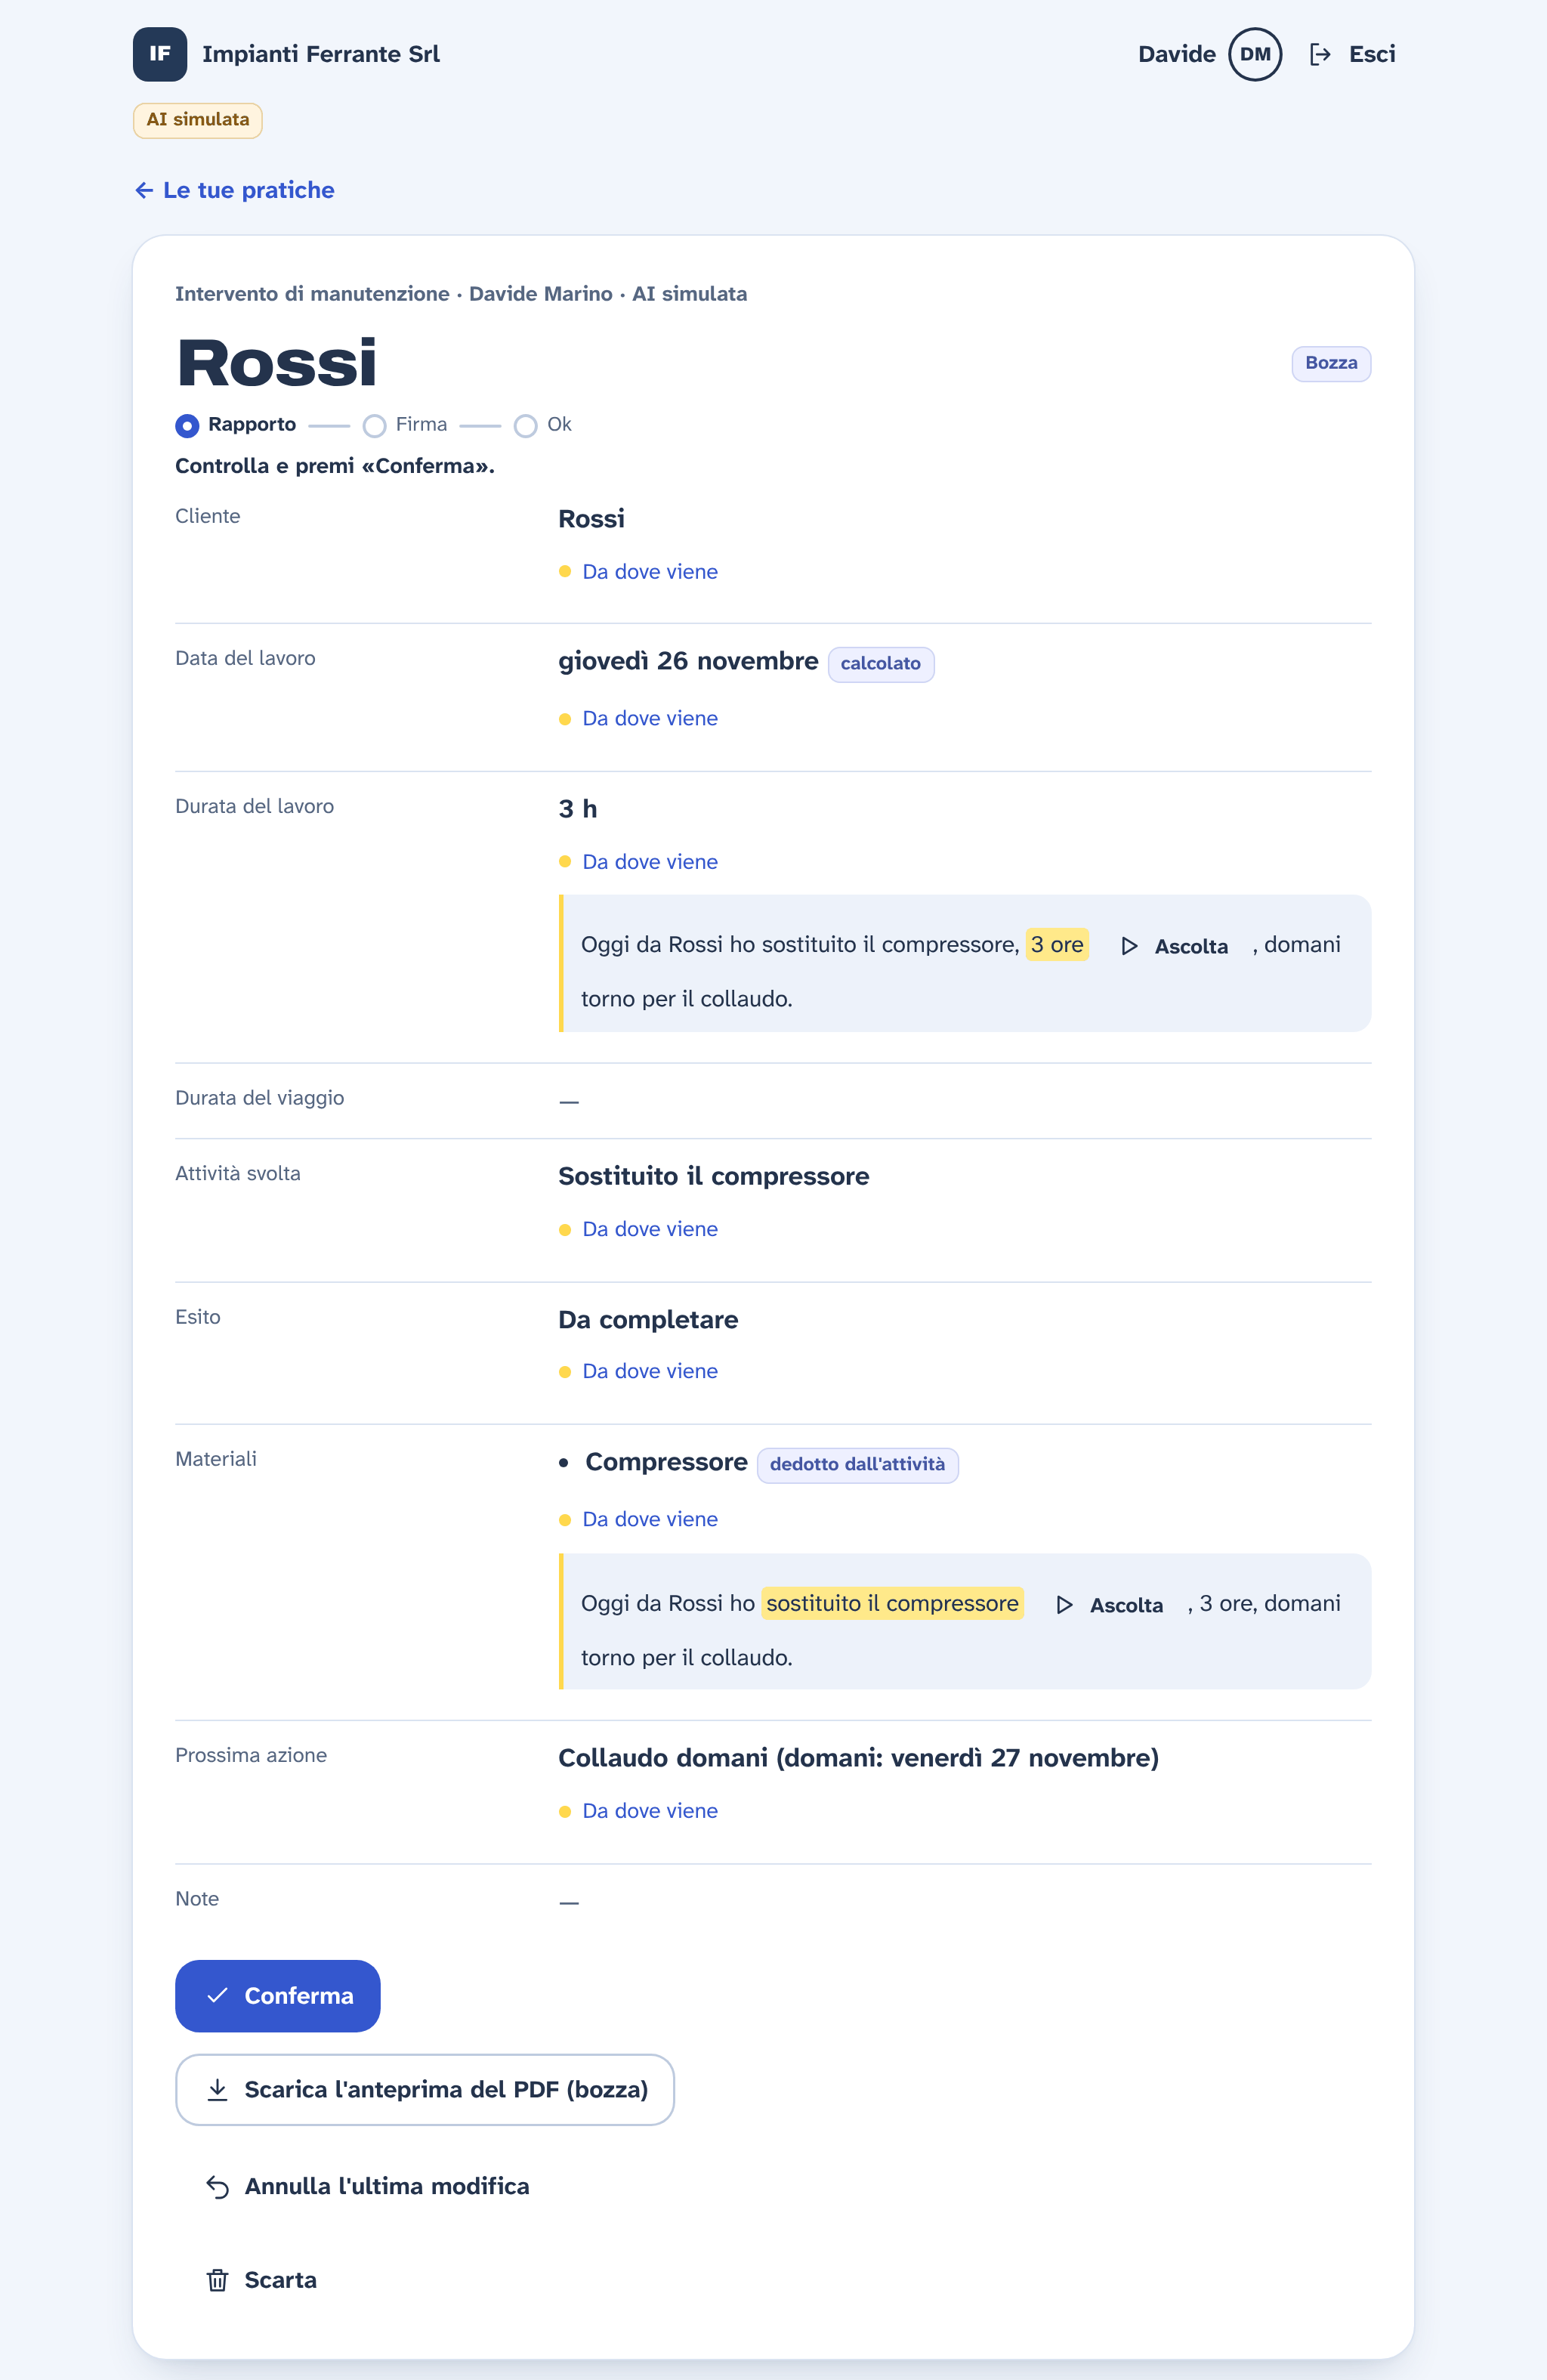 IF Impianti Ferrante Srl Davide DM Esci
AI simulata
← Le tue pratiche
Intervento di manutenzione · Davide Marino · AI simulata
Rossi Bozza
Rapporto Firma Ok
Controlla e premi «Conferma».
Cliente Rossi
Da dove viene
Data del lavoro giovedì 26 novembre calcolato
Da dove viene
Durata del lavoro 3 h
Da dove viene
Oggi da Rossi ho sostituito il compressore, 3 ore Ascolta , domani
torno per il collaudo.
Durata del viaggio —
Attività svolta Sostituito il compressore
Da dove viene
Esito Da completare
Da dove viene
Materiali • Compressore dedotto dall'attività
Da dove viene
Oggi da Rossi ho sostituito il compressore Ascolta , 3 ore, domani
torno per il collaudo.
Prossima azione Collaudo domani (domani: venerdì 27 novembre)
Da dove viene
Note —
Conferma
Scarica l'anteprima del PDF (bozza)
Annulla l'ultima modifica
Scarta